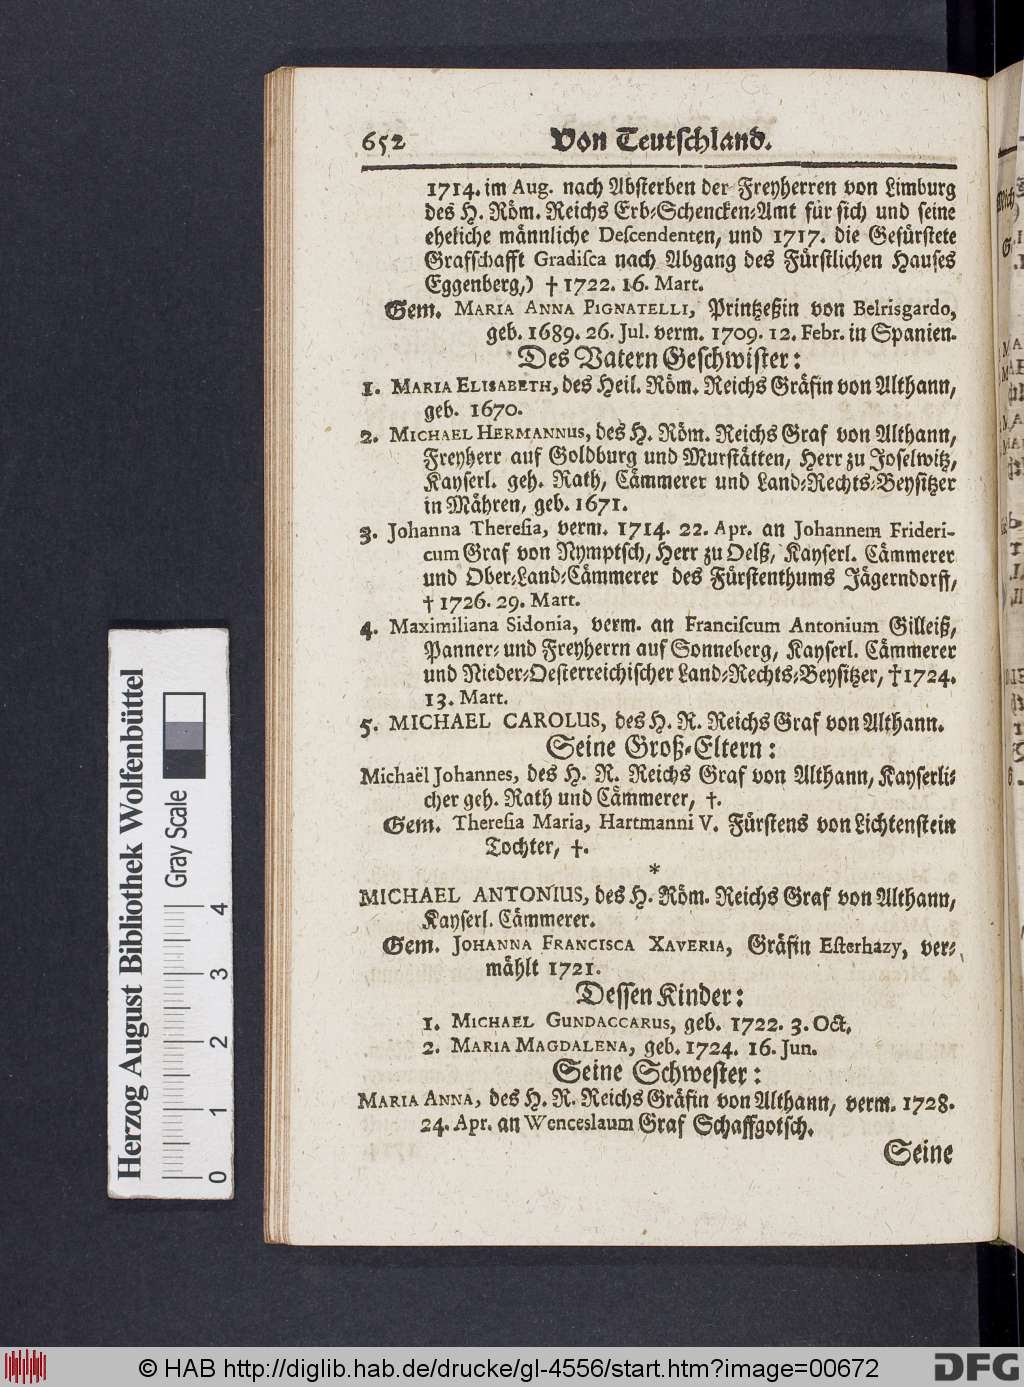 652 Von Teutschland.
1714. im Aug. nach Absterben der Freyherren von Limburg
des H. Röm. Reichs Erb-Schencken-Amt für sich und seine
eheliche männliche Descendenten, und 1717. die Gefürstete
Grafschafft Gradisca nach Abgang des Fürstlichen Hauses
Eggenberg,) † 1722. 16. Mart.
Gem. MARIA ANNA PIGNATELLI, Printzeßin von Belrisgardo,
geb. 1689. 26. Jul. verm. 1709. 12. Febr. in Spanien.
Des Vatern Geschwister:
1. MARIA ELISABETH, des Heil. Röm. Reichs Gräfin von Althann,
geb. 1670.
2. MICHAEL HERMANNUS, des H. Röm. Reichs Graf von Althann,
Freyherr auf Goldburg und Murstätten, Herr zu Joselwitz,
Kayserl. geh. Rath, Cämmerer und Land-Rechts-Beysitzer
in Mähren, geb. 1671.
3. Johanna Theresia, verm. 1714. 22. Apr. an Johannem Frideri-
cum Graf von Nymptsch, Herr zu Oelß, Kayserl. Cämmerer
und Ober-Land-Cämmerer des Fürstenthums Jägerndorff,
† 1726. 29. Mart.
4. Maximiliana Sidonia, verm. an Franciscum Antonium Gilleiß,
Panner- und Freyherrn auf Sonneberg, Kayserl. Cämmerer
und Nieder-Oesterreichischer Land-Rechts-Beysitzer, † 1724.
13. Mart.
5. MICHAEL CAROLUS, des H. R. Reichs Graf von Althann.
Seine Groß-Eltern:
Michaël Johannes, des H. R. Reichs Graf von Althann, Kayserli-
cher geh. Rath und Cämmerer, †.
Gem. Theresia Maria, Hartmanni V. Fürstens von Lichtenstein
Tochter, †.
*
MICHAEL ANTONIUS, des H. Röm. Reichs Graf von Althann,
Kayserl. Cämmerer.
Gem. JOHANNA FRANCISCA XAVERIA, Gräfin Esterhazy, ver-
mählt 1721.
Dessen Kinder:
1. MICHAEL GUNDACCARUS, geb. 1722. 3. Oct.
2. MARIA MAGDALENA, geb. 1724. 16. Jun.
Seine Schwester:
MARIA ANNA, des H. R. Reichs Gräfin von Althann, verm. 1728.
24. Apr. an Wenceslaum Graf Schaffgotsch.
Seine
Herzog August Bibliothek Wolfenbüttel
Gray Scale
0 1 2 3 4
© HAB http://diglib.hab.de/drucke/gl-4556/start.htm?image=00672
DFG